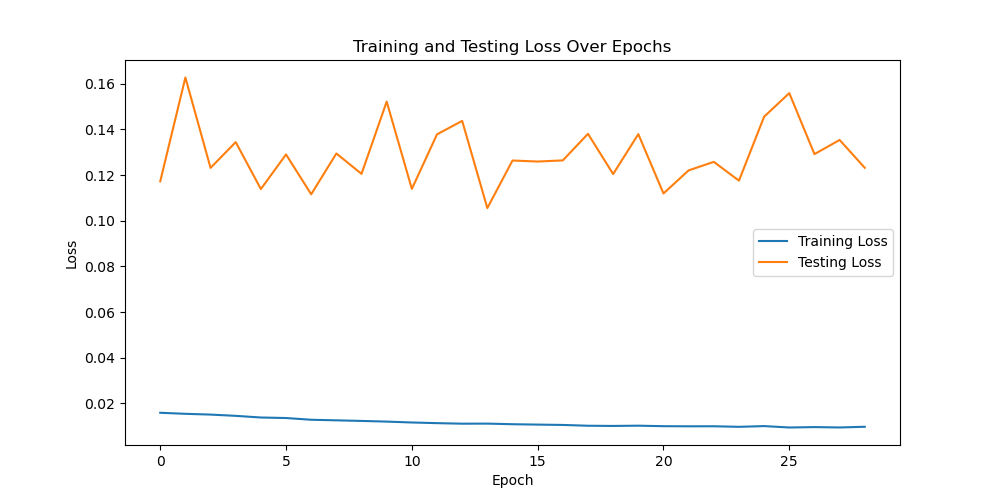 Training and Testing Loss Over Epochs
0.16
0.14
0.12
0.10
0.08
0.06
0.04
0.02
Loss
Training Loss
Testing Loss
0 5 10 15 20 25
Epoch